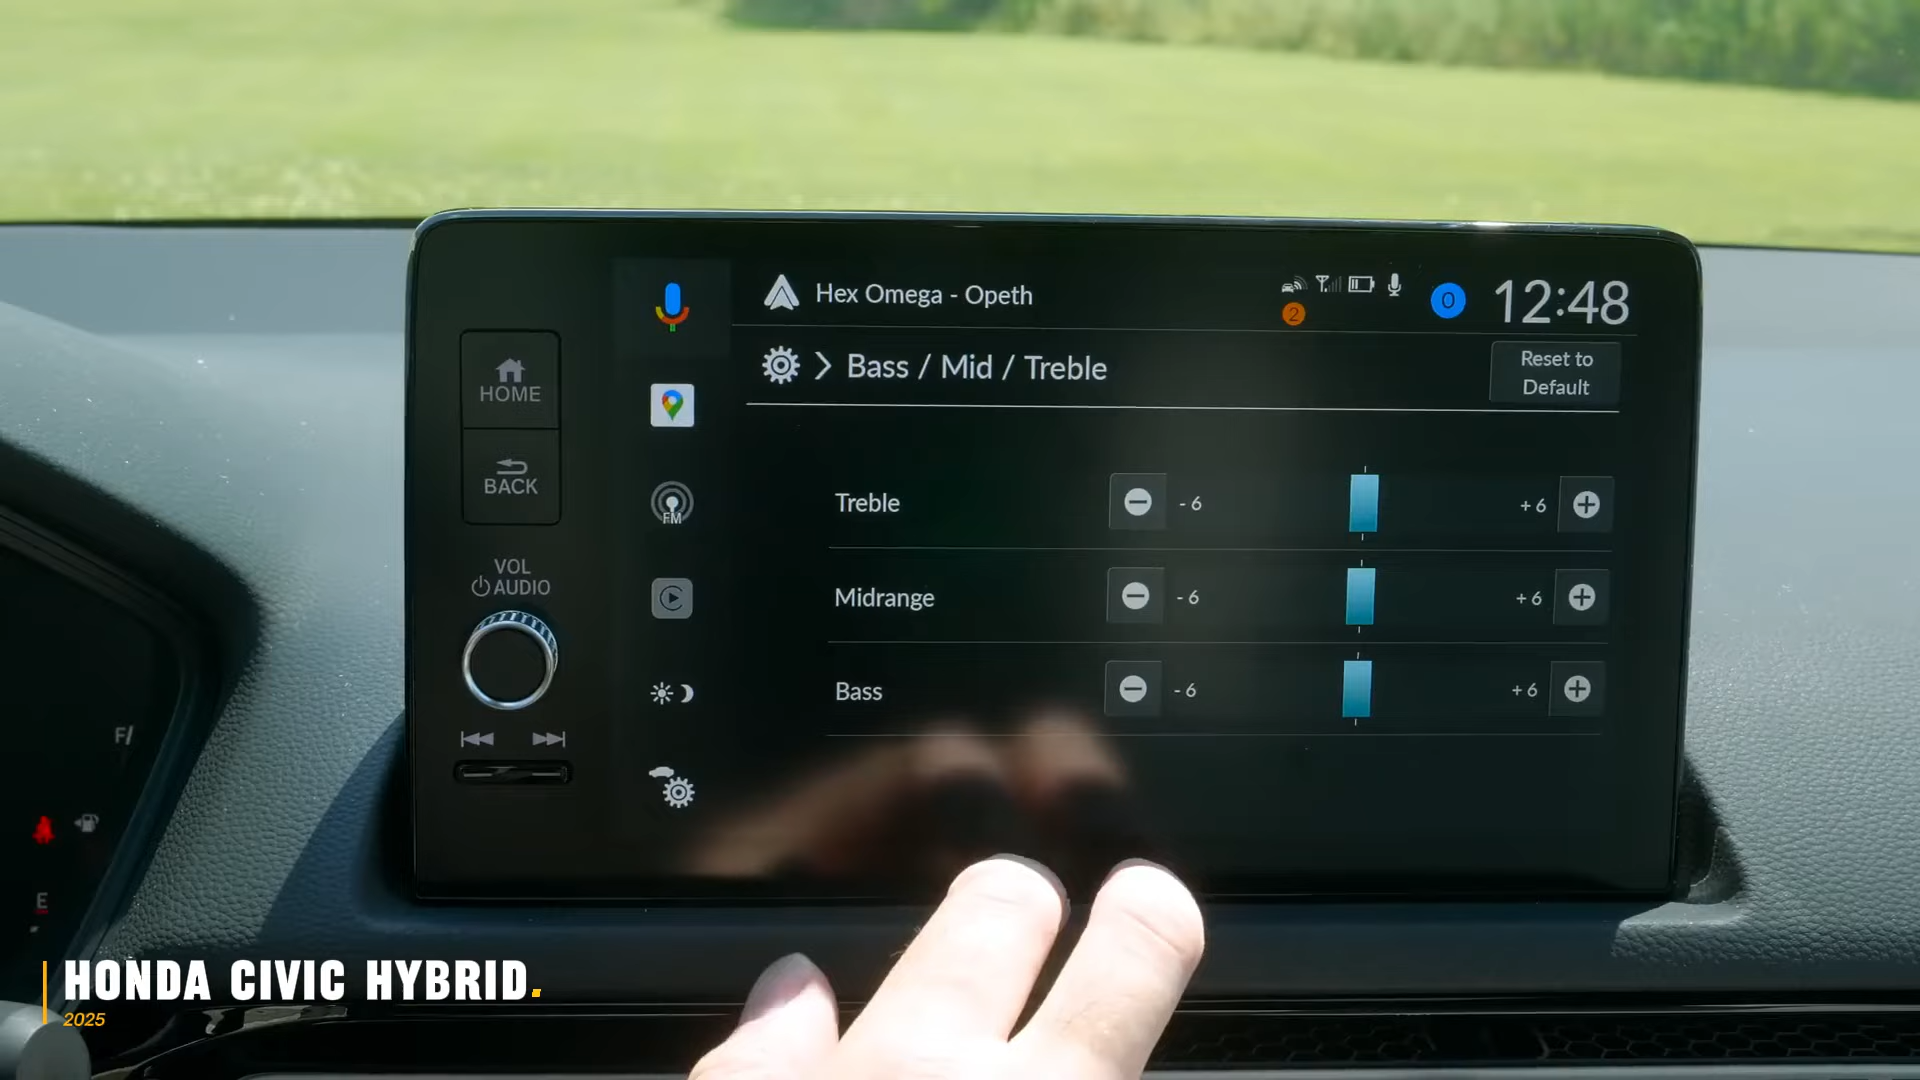 Hex Omega - Opeth
2
O
12:48
Bass / Mid / Treble
Reset to
Default
HOME
BACK
VOL
AUDIO
FM
Treble
- 6
+ 6
Midrange
- 6
+ 6
Bass
- 6
+ 6
F/
E
HONDA CIVIC HYBRID.
2025